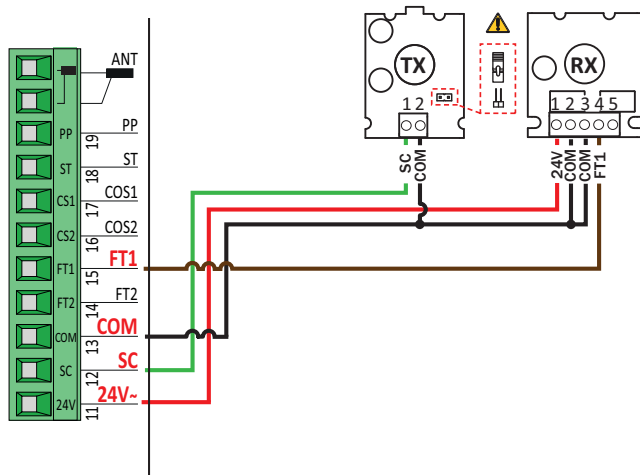 ANT
PP 19 PP
ST 18 ST
CS1 17 COS1
CS2 16 COS2
FT1 15 FT1
FT2 14 FT2
COM 13 COM
SC 12 SC
24V 11 24V~
TX
1 2
SC
COM
RX
1 2 3 4 5
24V
COM
COM
FT1